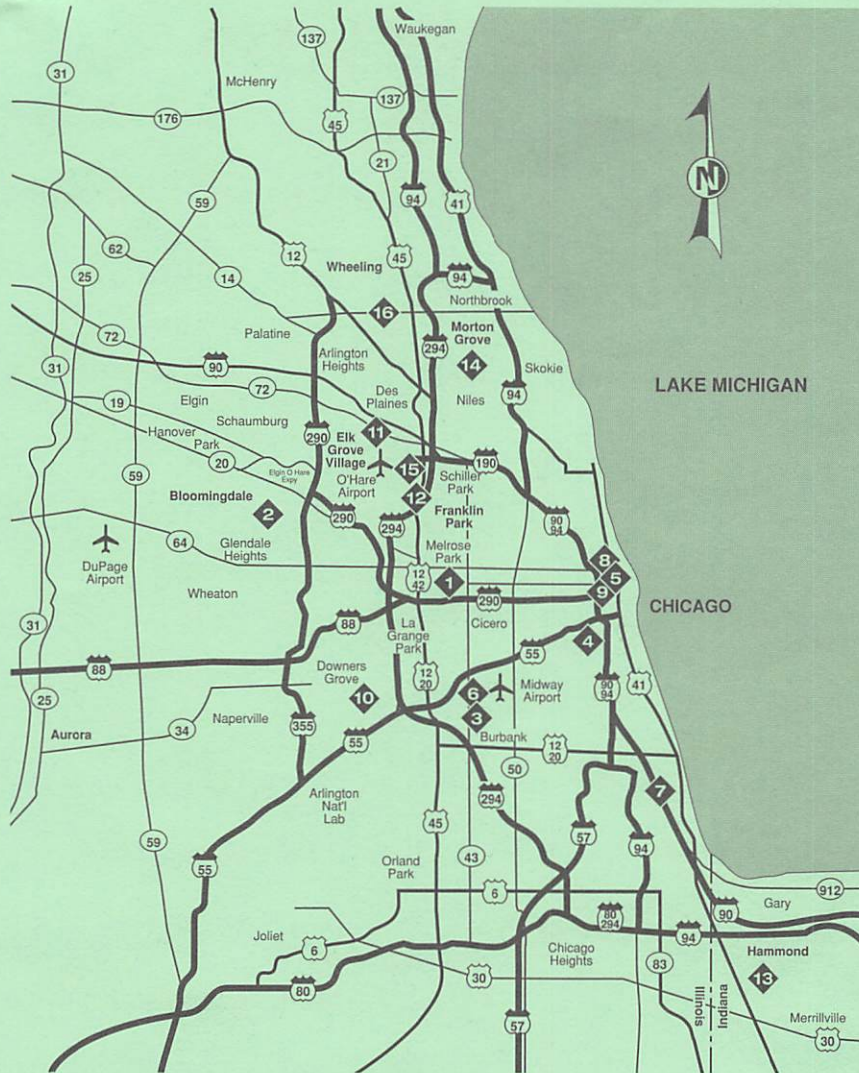 Waukegan
137
31
McHenry
137
176
45
21
59
94
41
62
12
45
25
Wheeling
14
94
Northbrook
16
72
Palatine
Morton
Grove
294
Arlington
Heights
14
31
90
Skokie
LAKE MICHIGAN
N
72
Des
Plaines
94
Niles
19
Elgin
Schaumburg
Hanover
Park
290
Elk
Grove
Village
11
20
Elgin O'Hare
Expy
O'Hare
Airport
15
190
59
Schiller
Park
Bloomingdale
2
12
290
294
Franklin
Park
90
94
64
Glendale
Heights
Melrose
Park
DuPage
Airport
8
12
42
1
5
9
Wheaton
290
CHICAGO
31
88
La
Grange
Park
Cicero
4
55
88
Downers
Grove
12
20
6
Midway
Airport
90
94
41
25
10
3
Naperville
34
355
Aurora
55
Burbank
12
20
50
7
Arlington
Nat'l
Lab
294
45
57
59
94
43
55
Orland
Park
6
912
Gary
80
294
90
Joliet
6
94
Hammond
Chicago
Heights
83
30
13
80
Illinois
Indiana
57
Merrillville
30